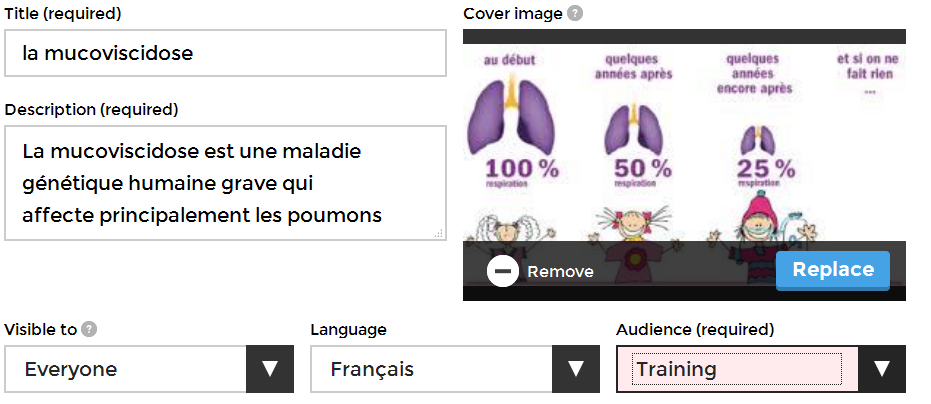 Title (required)
la mucoviscidose
Description (required)
La mucoviscidose est une maladie
génétique humaine grave qui
affecte principalement les poumons
Cover image ?
au début
100 %
respiration
quelques
années après
50 %
respiration
quelques
années
encore après
25 %
respiration
et si on ne
fait rien
...
Remove
Replace
Visible to ?
Everyone
Language
Français
Audience (required)
Training